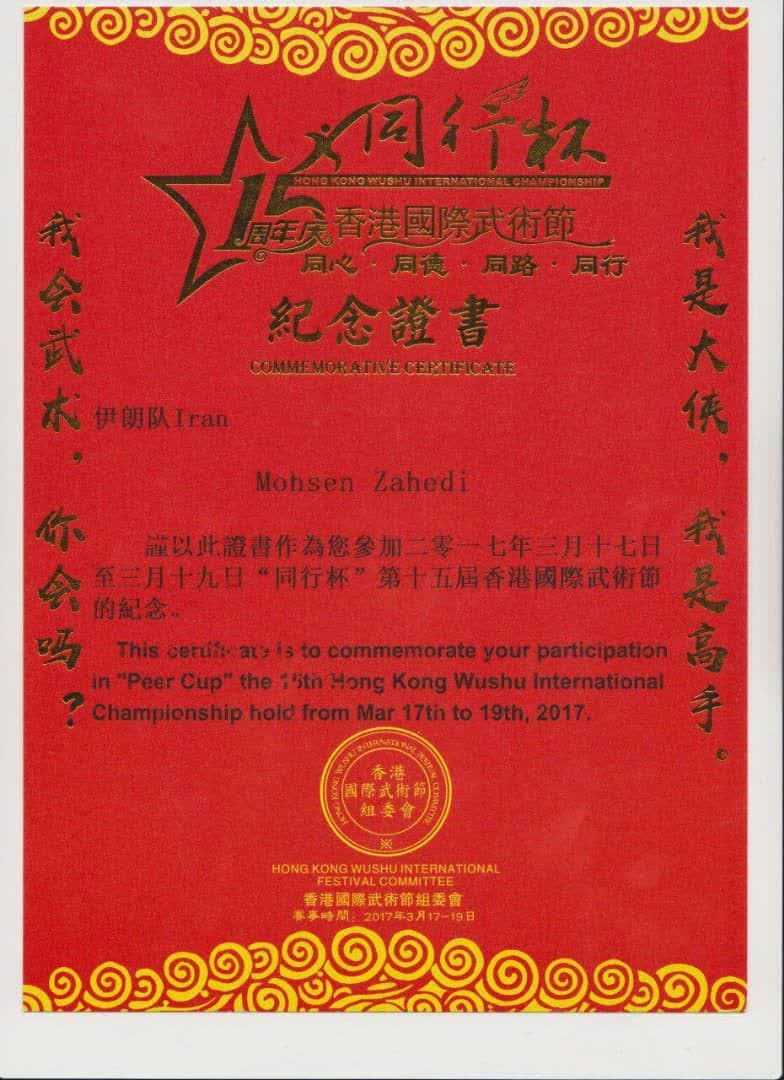 同行杯
HONG KONG WUSHU INTERNATIONAL CHAMPIONSHIP
15
周年庆
香港國際武術節
同心·同德·同路·同行
紀念證書
COMMEMORATIVE CERTIFICATE
我会武术，你会吗？
我是大侠，我是高手。
伊朗队Iran
Mohsen Zahedi
謹以此證書作為您參加二零一七年三月十七日
至三月十九日“同行杯”第十五屆香港國際武術節
的紀念。
This certificate is to commemorate your participation
in "Peer Cup" the 15th Hong Kong Wushu International
Championship hold from Mar 17th to 19th, 2017.
HONG KONG WUSHU INTERNATIONAL FESTIVAL COMMITTEE
香港
國際武術節
組委會
HONG KONG WUSHU INTERNATIONAL
FESTIVAL COMMITTEE
香港國際武術節組委會
賽事時間：2017年3月17-19日